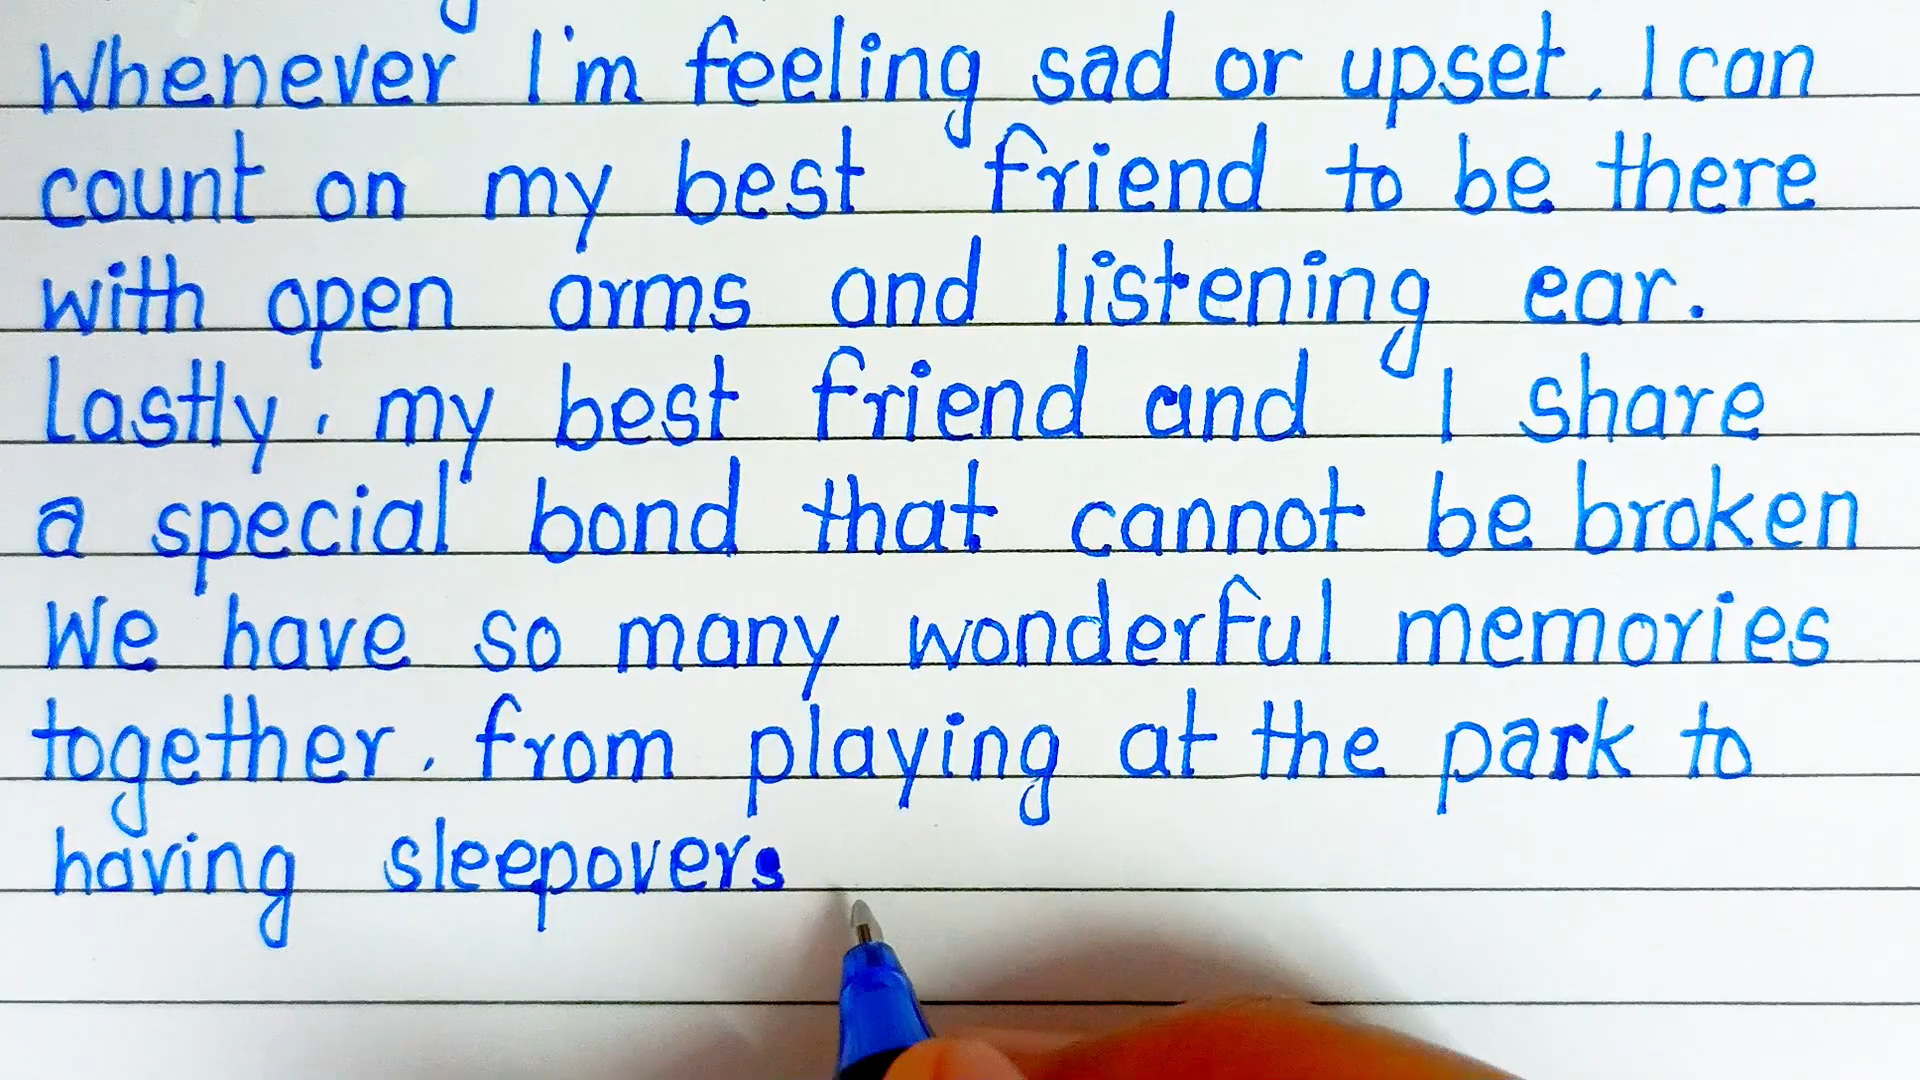 Whenever I'm feeling sad or upset, I can
count on my best friend to be there
with open arms and listening ear.
Lastly, my best friend and I share
a special bond that cannot be broken
We have so many wonderful memories
together, from playing at the park to
having sleepovers